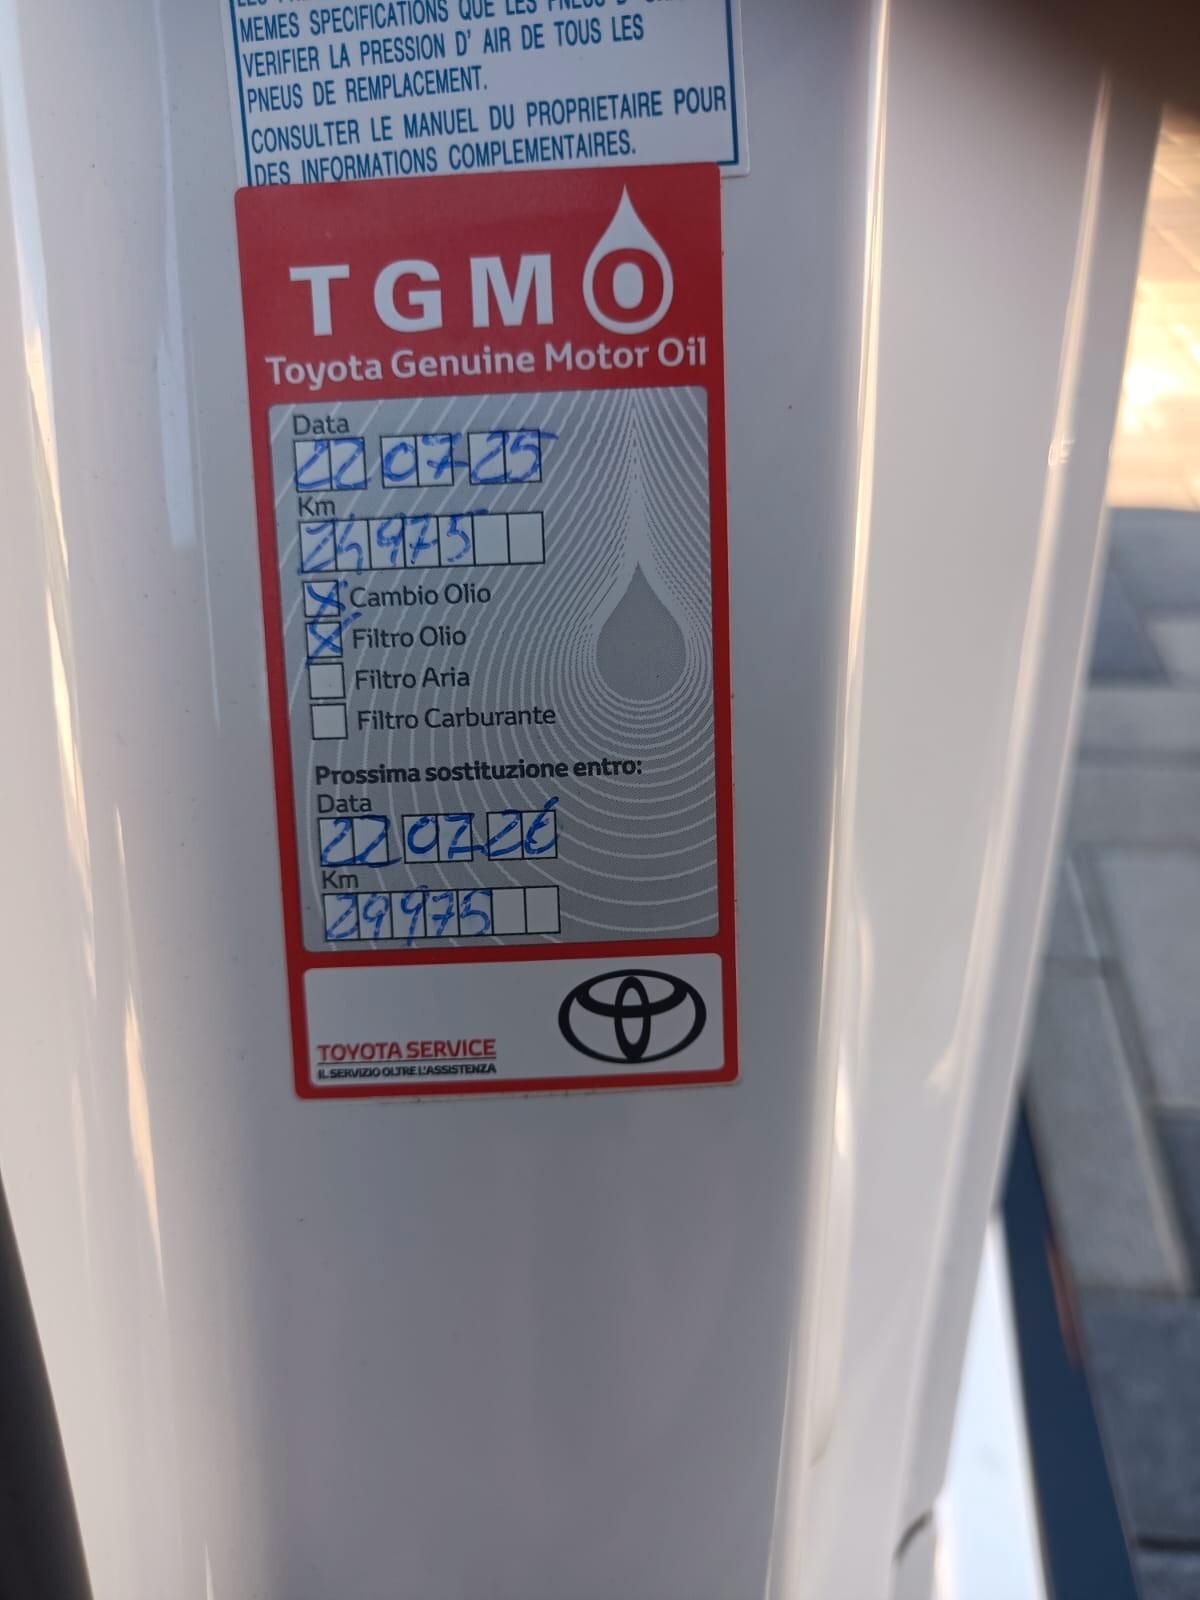 MEMES SPECIFICATIONS QUE LES PNEUS D'
VERIFIER LA PRESSION D' AIR DE TOUS LES
PNEUS DE REMPLACEMENT.
CONSULTER LE MANUEL DU PROPRIETAIRE POUR
DES INFORMATIONS COMPLEMENTAIRES.
TGMO
Toyota Genuine Motor Oil
Data
22 07 25
Km
24975
X Cambio Olio
X Filtro Olio
Filtro Aria
Filtro Carburante
Prossima sostituzione entro:
Data
22 07 26
Km
29975
TOYOTA SERVICE
IL SERVIZIO OLTRE L'ASSISTENZA